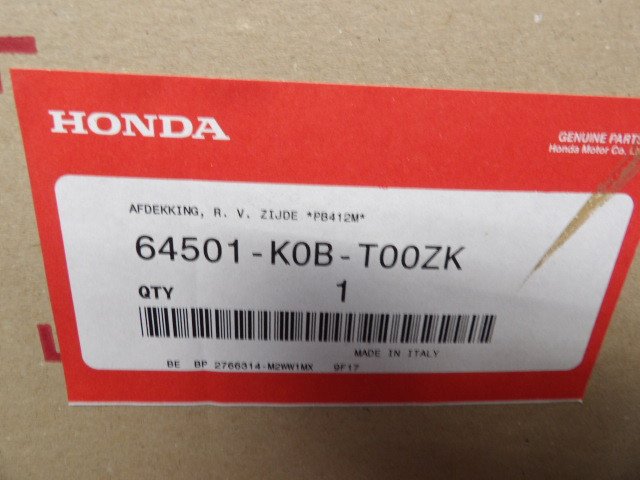 HONDA
GENUINE PARTS
Honda Motor Co.
AFDEKKING, R. V. ZIJDE *PB412M*
64501-K0B-T00ZK
QTY 1
MADE IN ITALY
BE BP 2766314-M2WW1MX 9F17